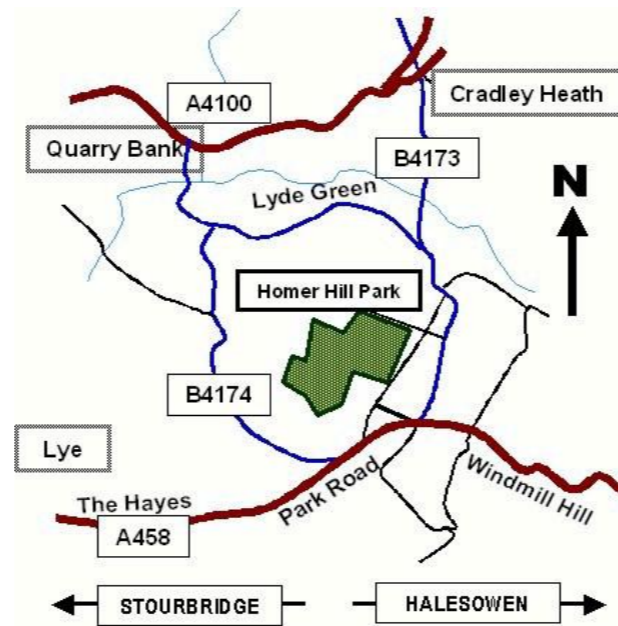 A4100
Cradley Heath
Quarry Bank
B4173
Lyde Green
N
Homer Hill Park
B4174
Lye
Park Road
Windmill Hill
The Hayes
A458
STOURBRIDGE
HALESOWEN